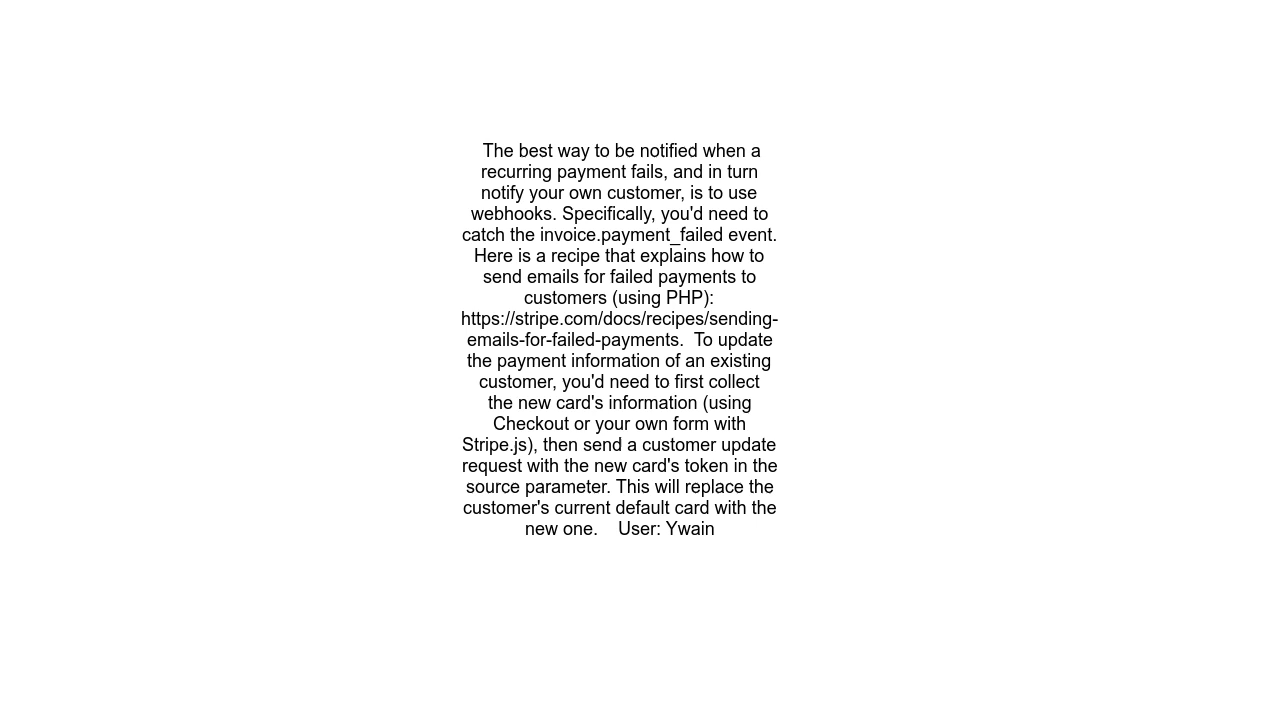 The best way to be notified when a
recurring payment fails, and in turn
notify your own customer, is to use
webhooks. Specifically, you'd need to
catch the invoice.payment_failed event.
Here is a recipe that explains how to
send emails for failed payments to
customers (using PHP):
https://stripe.com/docs/recipes/sending-
emails-for-failed-payments.  To update
the payment information of an existing
customer, you'd need to first collect
the new card's information (using
Checkout or your own form with
Stripe.js), then send a customer update
request with the new card's token in the
source parameter. This will replace the
customer's current default card with the
new one.    User: Ywain